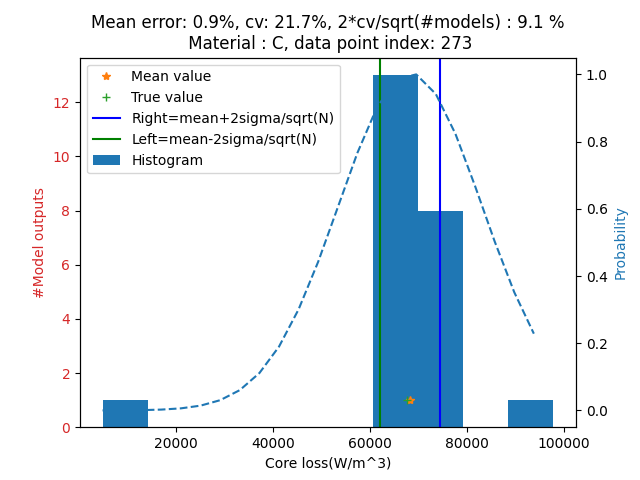 Mean error: 0.9%, cv: 21.7%, 2*cv/sqrt(#models) : 9.1 %
Material : C, data point index: 273
Mean value
True value
Right=mean+2sigma/sqrt(N)
Left=mean-2sigma/sqrt(N)
Histogram
#Model outputs
12
10
8
6
4
2
0
1.0
0.8
0.6
0.4
0.2
0.0
Probability
20000 40000 60000 80000 100000
Core loss(W/m^3)